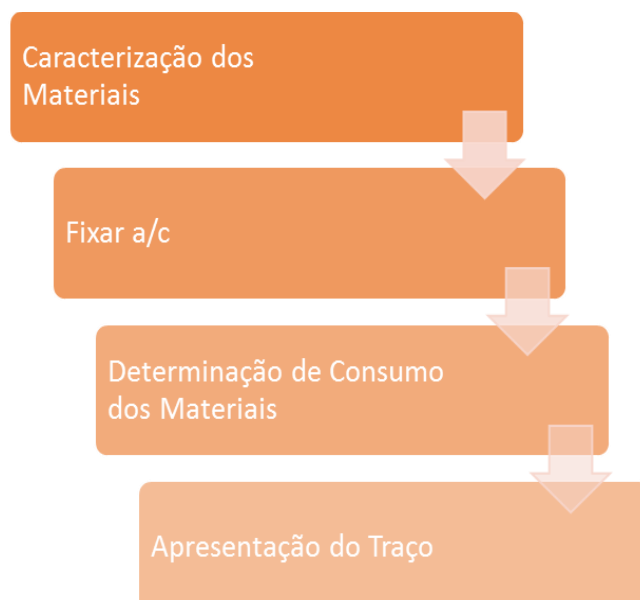 Caracterização dos
Materiais
Fixar a/c
Determinação de Consumo
dos Materiais
Apresentação do Traço